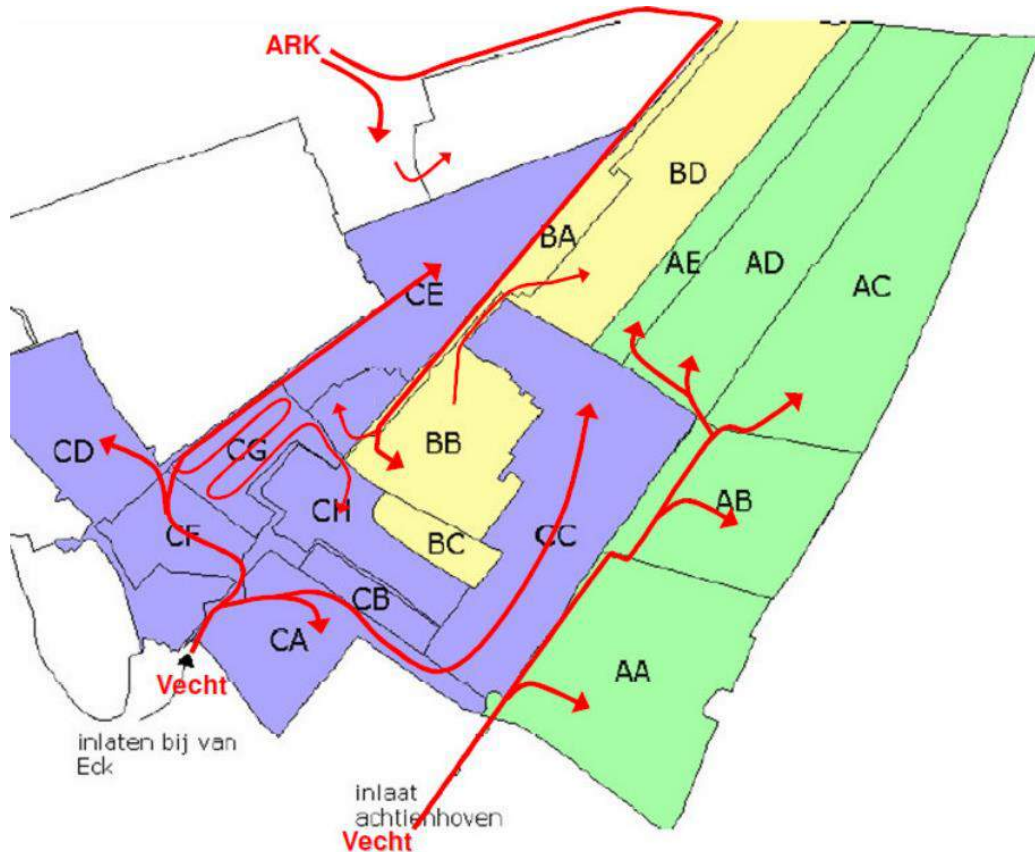 ARK
BD
BA
AE
AD
AC
CE
CD
CG
BB
CH
CF
BC
CC
AB
CB
CA
AA
Vecht
inlaten bij van
Eck
inlaat
achtienhoven
Vecht